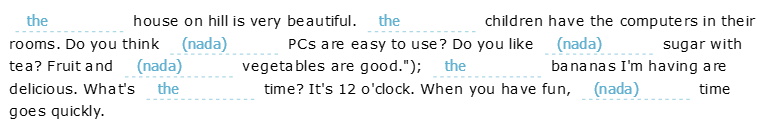 the house on hill is very beautiful. the children have the computers in their
rooms. Do you think (nada) PCs are easy to use? Do you like (nada) sugar with
tea? Fruit and (nada) vegetables are good."); the bananas I'm having are
delicious. What's the time? It's 12 o'clock. When you have fun, (nada) time
goes quickly.